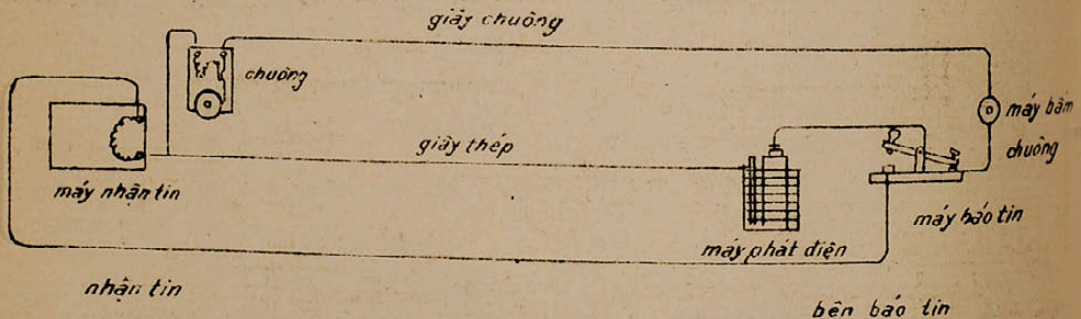 giây chuông
chuông
máy bấm
chuông
giây thép
máy nhận tin
máy báo tin
máy phát điện
nhận tin
bên báo tin